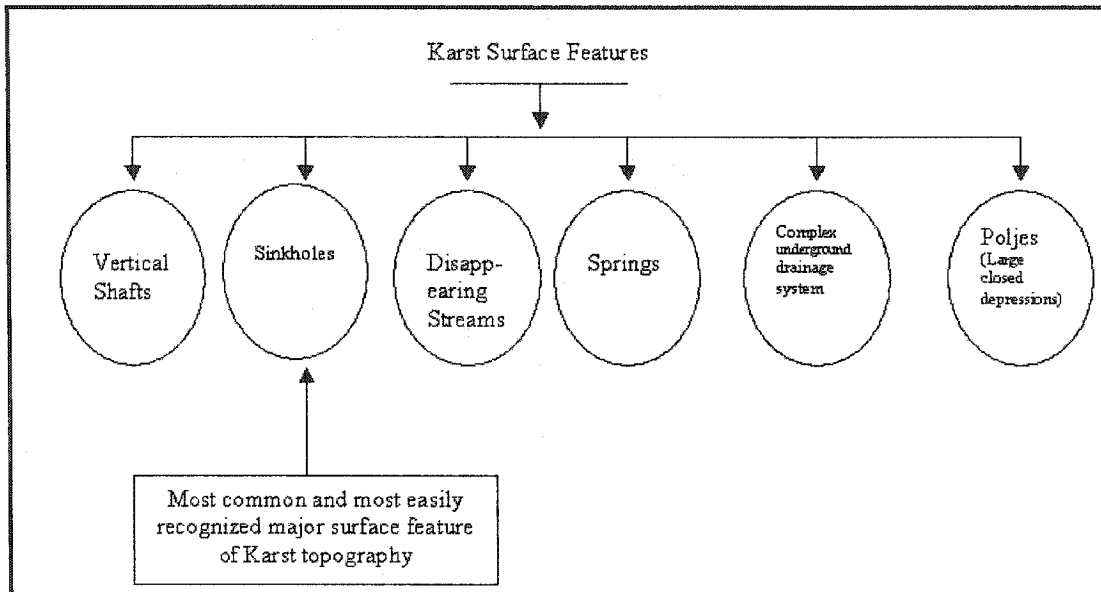 Karst Surface Features
Vertical
Shafts
Sinkholes
Disapp-
earing
Streams
Springs
Complex
underground
drainage
system
Poljes
(Large
closed
depressions)
Most common and most easily
recognized major surface feature
of Karst topography